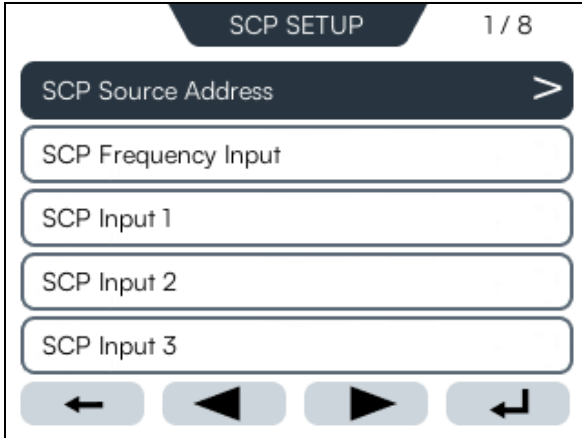 SCP SETUP 1 / 8
SCP Source Address >
SCP Frequency Input
SCP Input 1
SCP Input 2
SCP Input 3